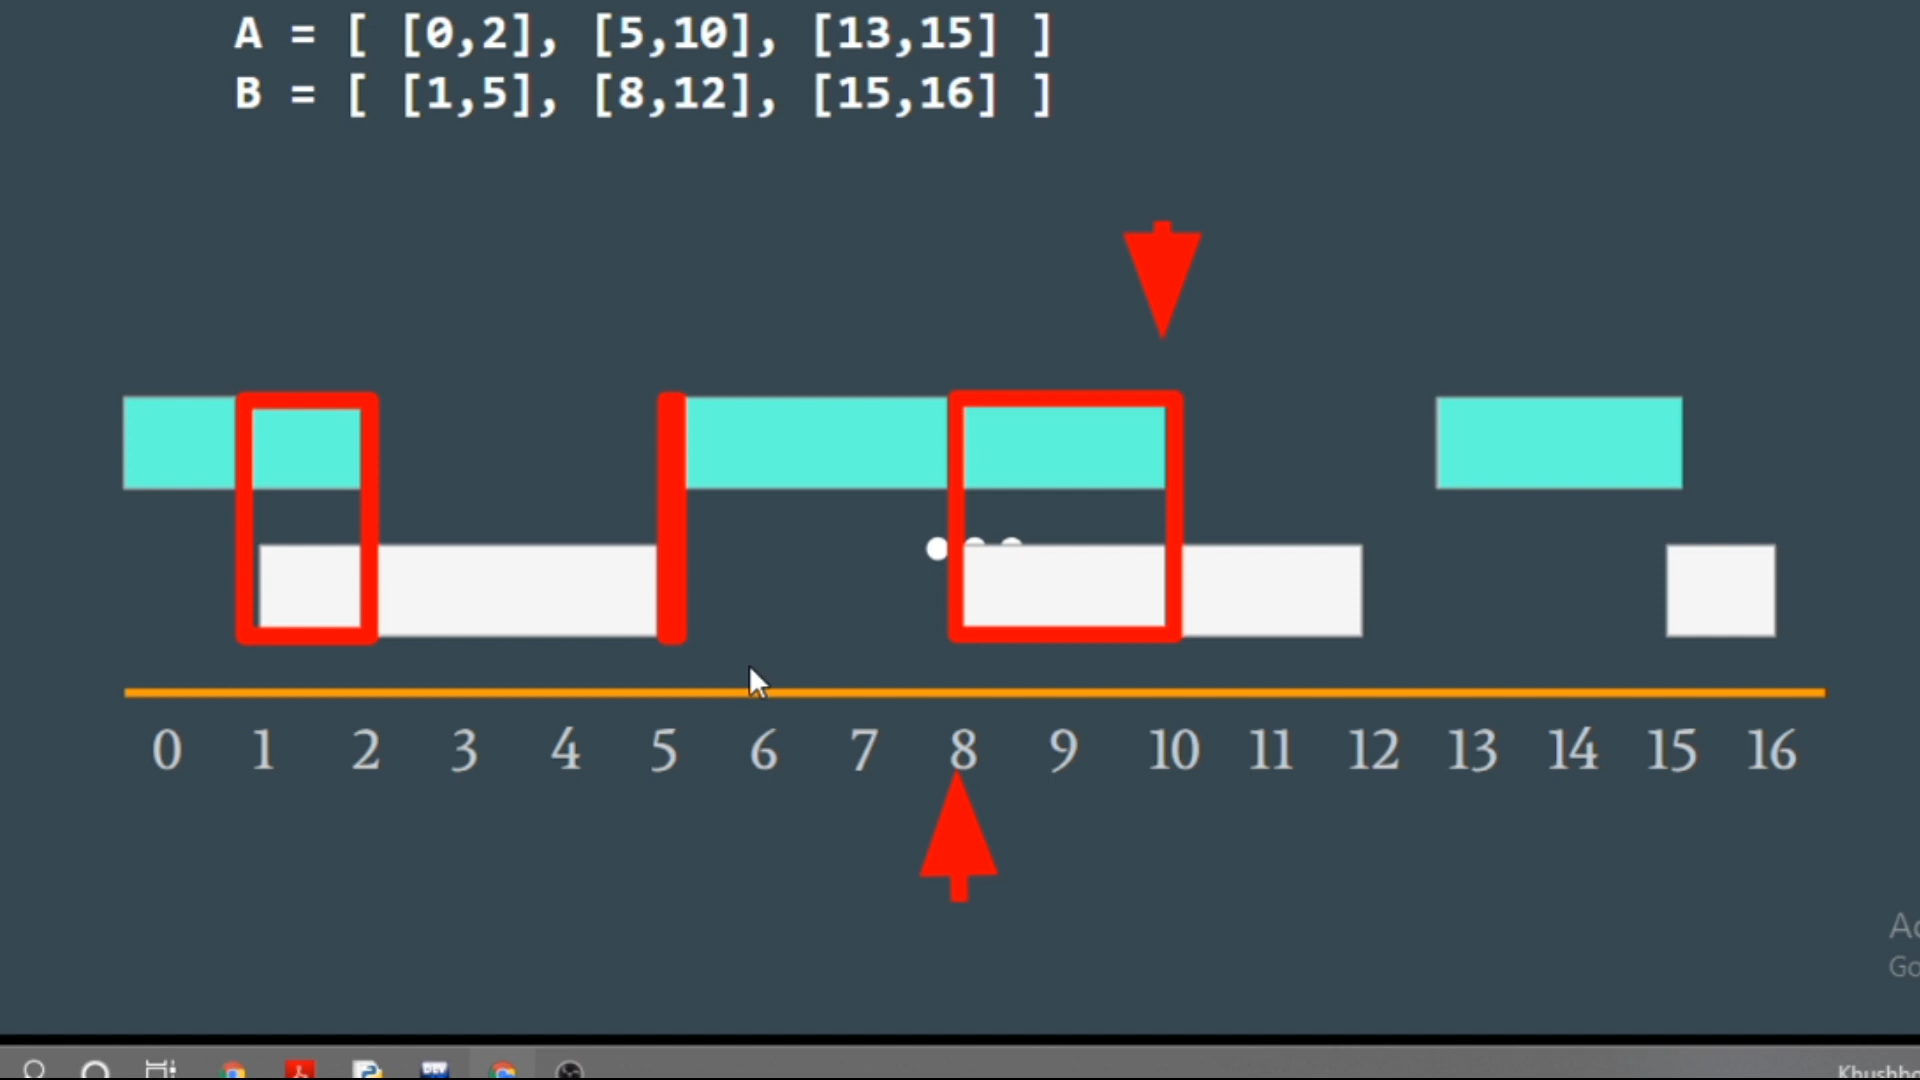 A = [ [0,2], [5,10], [13,15] ]
B = [ [1,5], [8,12], [15,16] ]
0 1 2 3 4 5 6 7 8 9 10 11 12 13 14 15 16
DEV